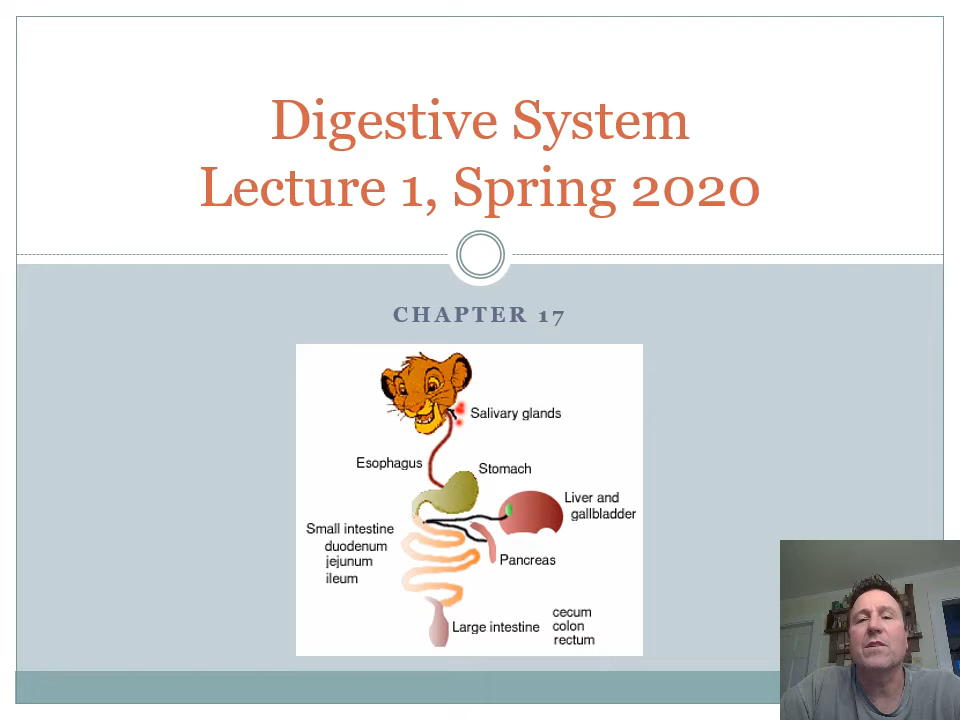 Digestive System
Lecture 1, Spring 2020
CHAPTER 17
Salivary glands
Esophagus
Stomach
Liver and
gallbladder
Small intestine
duodenum
jejunum
ileum
Pancreas
Large intestine
cecum
colon
rectum